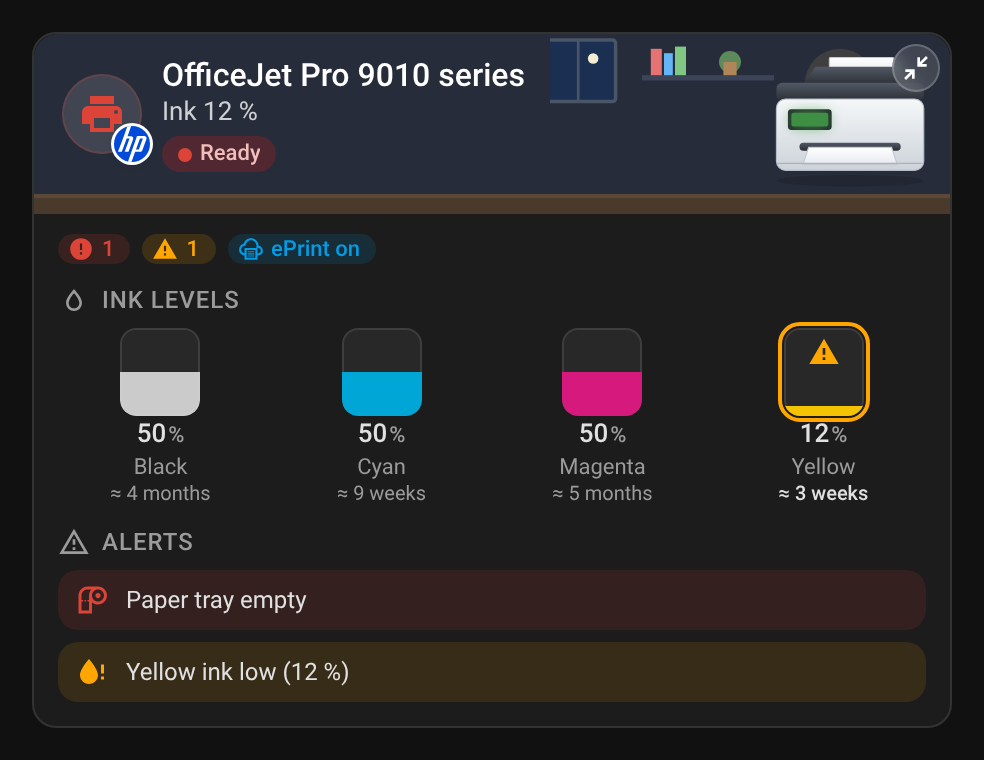 OfficeJet Pro 9010 series
Ink 12 %
hp
Ready
1
1
ePrint on
INK LEVELS
50%
50%
50%
12%
Black
Cyan
Magenta
Yellow
≈ 4 months
≈ 9 weeks
≈ 5 months
≈ 3 weeks
ALERTS
Paper tray empty
Yellow ink low (12 %)